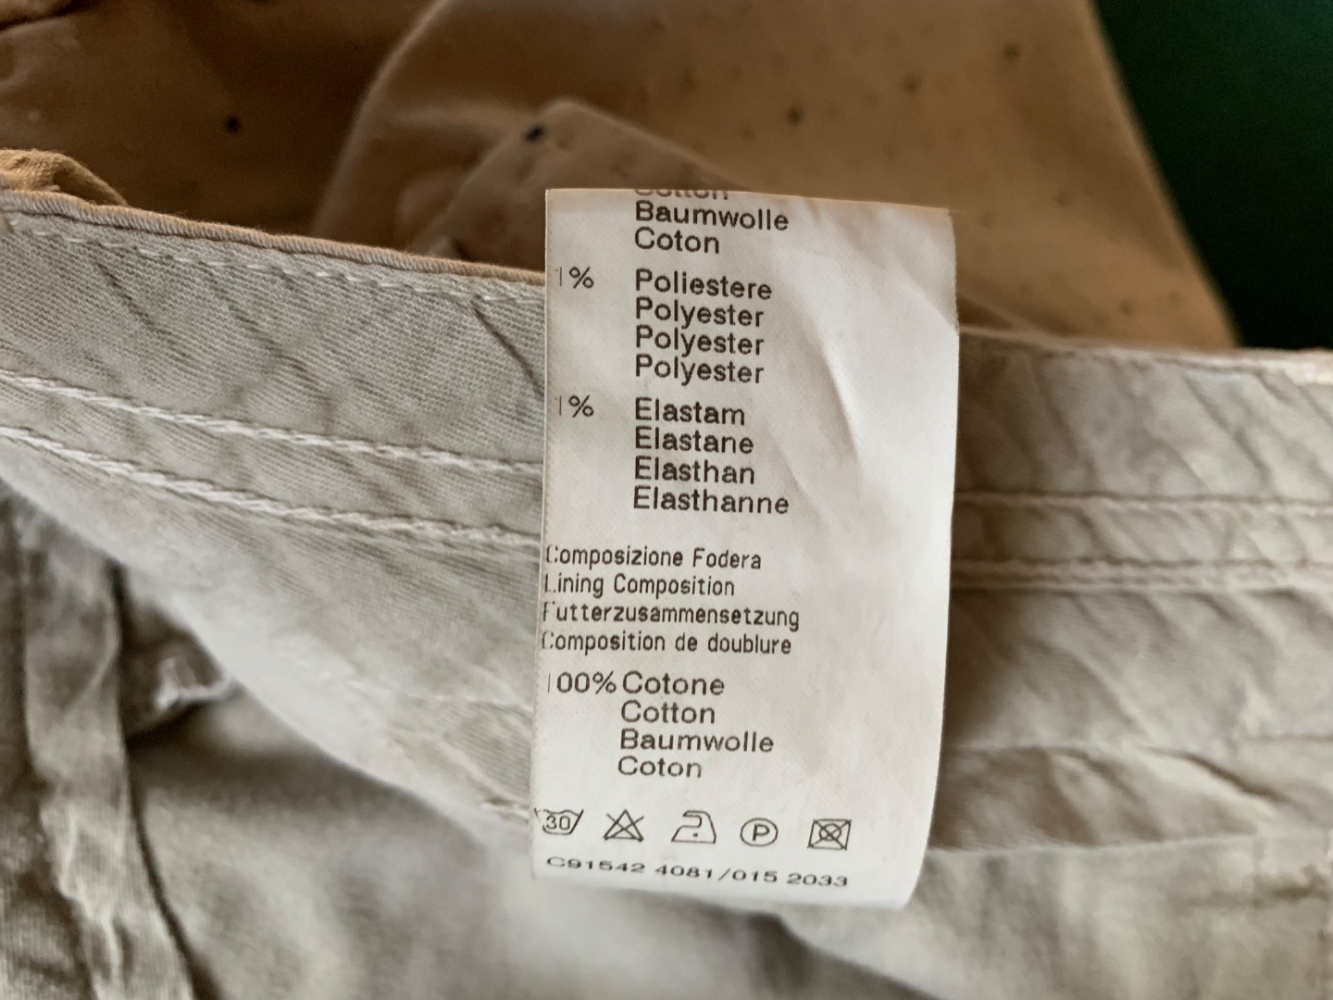 Cotton
Baumwolle
Coton
1% Poliestere
Polyester
Polyester
Polyester
1% Elastam
Elastane
Elasthan
Elasthanne
Composizione Fodera
Lining Composition
Futterzusammensetzung
Composition de doublure
100% Cotone
Cotton
Baumwolle
Coton
30 P
C91542 4081/015 2033